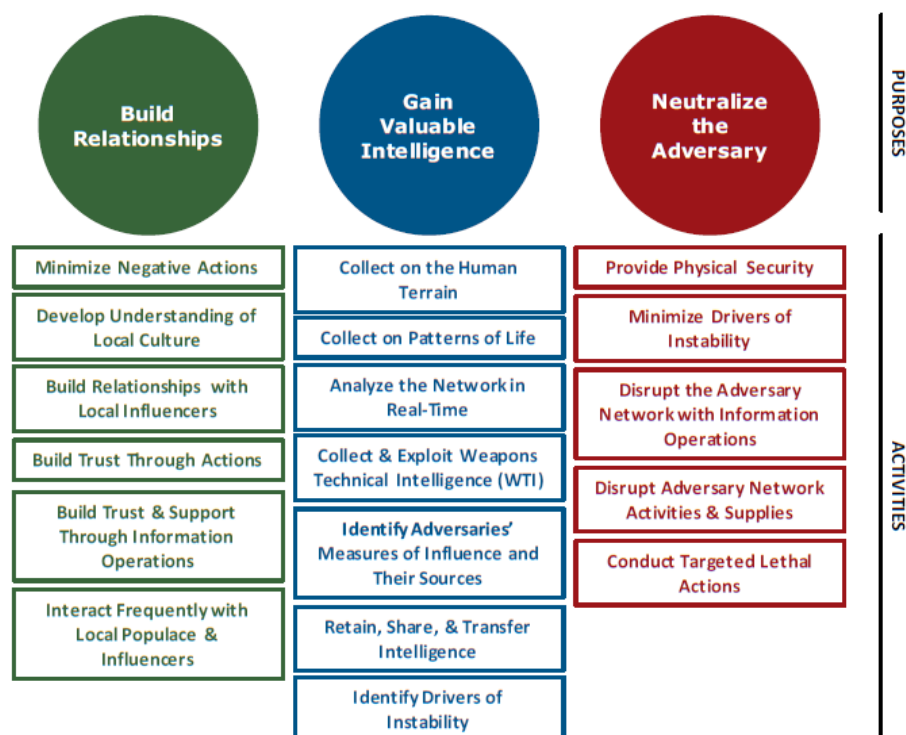 Build
Relationships
Gain
Valuable
Intelligence
Neutralize
the
Adversary
PURPOSES
Minimize Negative Actions
Develop Understanding of
Local Culture
Build Relationships with
Local Influencers
Build Trust Through Actions
Build Trust & Support
Through Information
Operations
Interact Frequently with
Local Populace &
Influencers
Collect on the Human
Terrain
Collect on Patterns of Life
Analyze the Network in
Real-Time
Collect & Exploit Weapons
Technical Intelligence (WTI)
Identify Adversaries'
Measures of Influence and
Their Sources
Retain, Share, & Transfer
Intelligence
Identify Drivers of
Instability
Provide Physical Security
Minimize Drivers of
Instability
Disrupt the Adversary
Network with Information
Operations
Disrupt Adversary Network
Activities & Supplies
Conduct Targeted Lethal
Actions
ACTIVITIES